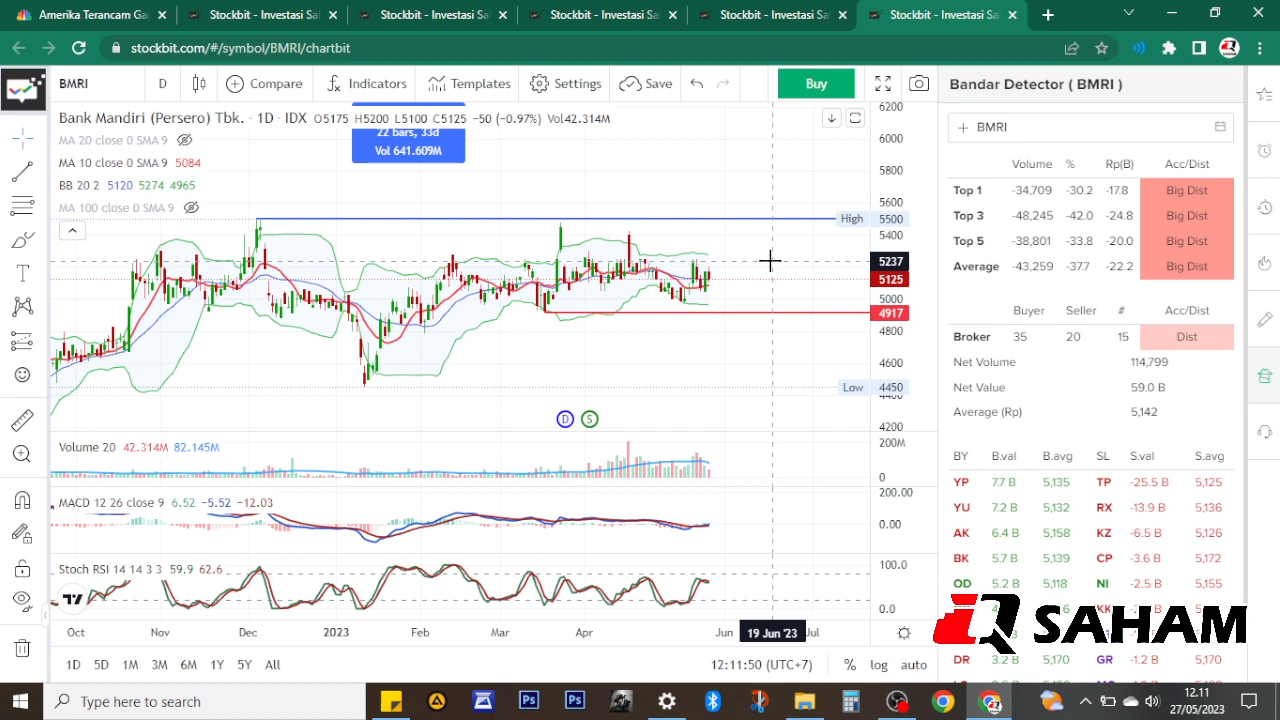 Amerika Terancam Ga
Stockbit - Investasi Sa
Stockbit - Investasi Sa
Stockbit - Investasi Sa
Stockbit - Investasi Sa
Stockbit - Investasi Sa
stockbit.com/#/symbol/BMRI/chartbit
BMRI D Compare Indicators Templates Settings Save Buy
Bank Mandiri (Persero) Tbk. · 1D · IDX O5175 H5200 L5100 C5125 −50 (−0.97%) Vol42.314M
22 bars, 33d
Vol 641.609M
MA 20 close 0 SMA 9
MA 10 close 0 SMA 9 5084
BB 20 2 5120 5274 4965
MA 100 close 0 SMA 9
6200
6000
5800
5600
High 5500
5400
5237
5125
5000
4917
4800
4600
Low 4450
4400
4200
D S
Volume 20 42.314M 82.145M
200M
0
MACD 12 26 close 9 6.52 −5.52 −12.03
200.00
0.00
Stoch RSI 14 14 3 3 59.9 62.6
100.0
0.0
Oct Nov Dec 2023 Feb Mar Apr Jun 19 Jun '23 Jul
1D 5D 1M 3M 6M 1Y 5Y All
12:11:50 (UTC+7) % log auto
Bandar Detector ( BMRI )
BMRI
Volume % Rp(B) Acc/Dist
Top 1 -34,709 -30.2 -17.8 Big Dist
Top 3 -48,245 -42.0 -24.8 Big Dist
Top 5 -38,801 -33.8 -20.0 Big Dist
Average -43,259 -37.7 -22.2 Big Dist
Buyer Seller # Acc/Dist
Broker 35 20 15 Dist
Net Volume 114,799
Net Value 59.0 B
Average (Rp) 5,142
BY B.val B.avg SL S.val S.avg
YP 7.7 B 5,135 TP -25.5 B 5,125
YU 7.2 B 5,132 RX -13.9 B 5,136
AK 6.4 B 5,158 KZ -6.5 B 5,126
BK 5.7 B 5,139 CP -3.6 B 5,172
OD 5.2 B 5,118 NI -2.5 B 5,155
SAHAM
DR 3.2 B 5,170 GR -1.2 B 5,170
Type here to search
12.11
27/05/2023